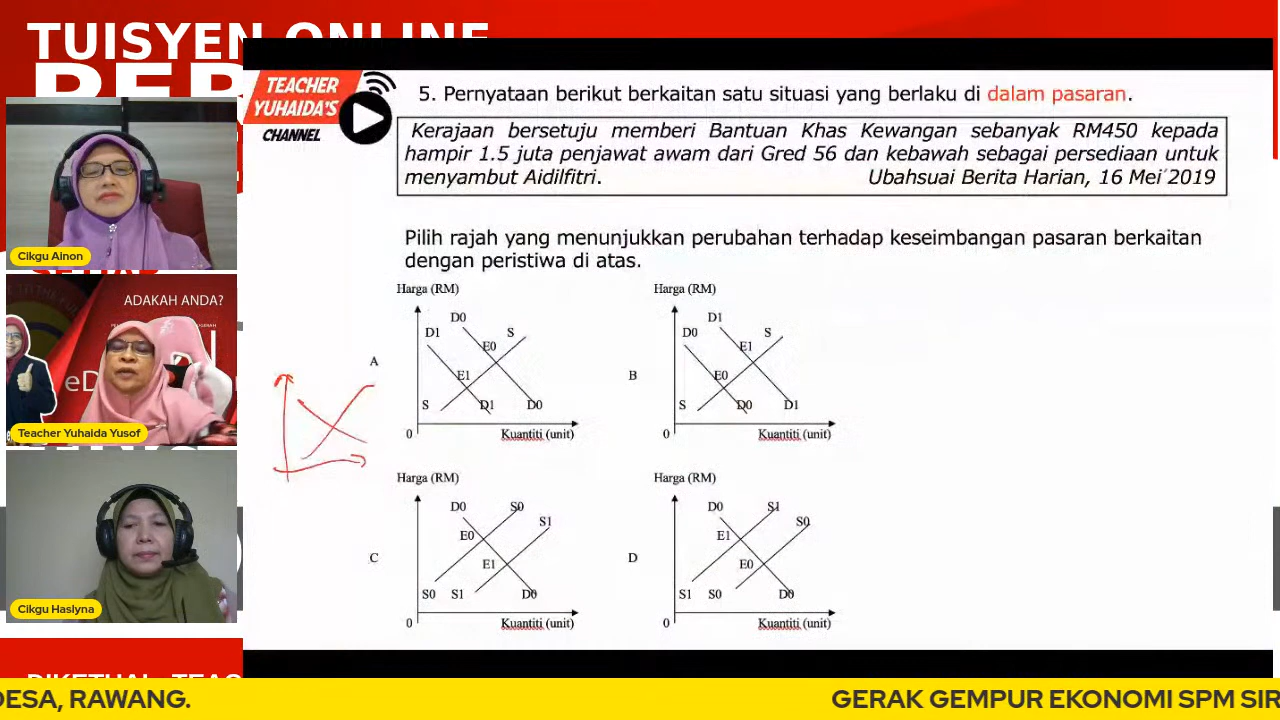 TUISYEN ONLINE
TEACHER
YUHAIDA'S
CHANNEL
5. Pernyataan berikut berkaitan satu situasi yang berlaku di dalam pasaran.
Kerajaan bersetuju memberi Bantuan Khas Kewangan sebanyak RM450 kepada
hampir 1.5 juta penjawat awam dari Gred 56 dan kebawah sebagai persediaan untuk
menyambut Aidilfitri. Ubahsuai Berita Harian, 16 Mei 2019
Pilih rajah yang menunjukkan perubahan terhadap keseimbangan pasaran berkaitan
dengan peristiwa di atas.
A
Harga (RM)
D0
D1
S
E0
E1
S
D1
D0
0
Kuantiti (unit)
B
Harga (RM)
D1
D0
S
E1
E0
S
D0
D1
0
Kuantiti (unit)
C
Harga (RM)
D0
S0
S1
E0
E1
S0
S1
D0
0
Kuantiti (unit)
D
Harga (RM)
D0
S1
S0
E1
E0
S1
S0
D0
0
Kuantiti (unit)
Cikgu Ainon
ADAKAH ANDA?
Teacher Yuhaida Yusof
Cikgu Haslyna
DESA, RAWANG.
GERAK GEMPUR EKONOMI SPM SIR